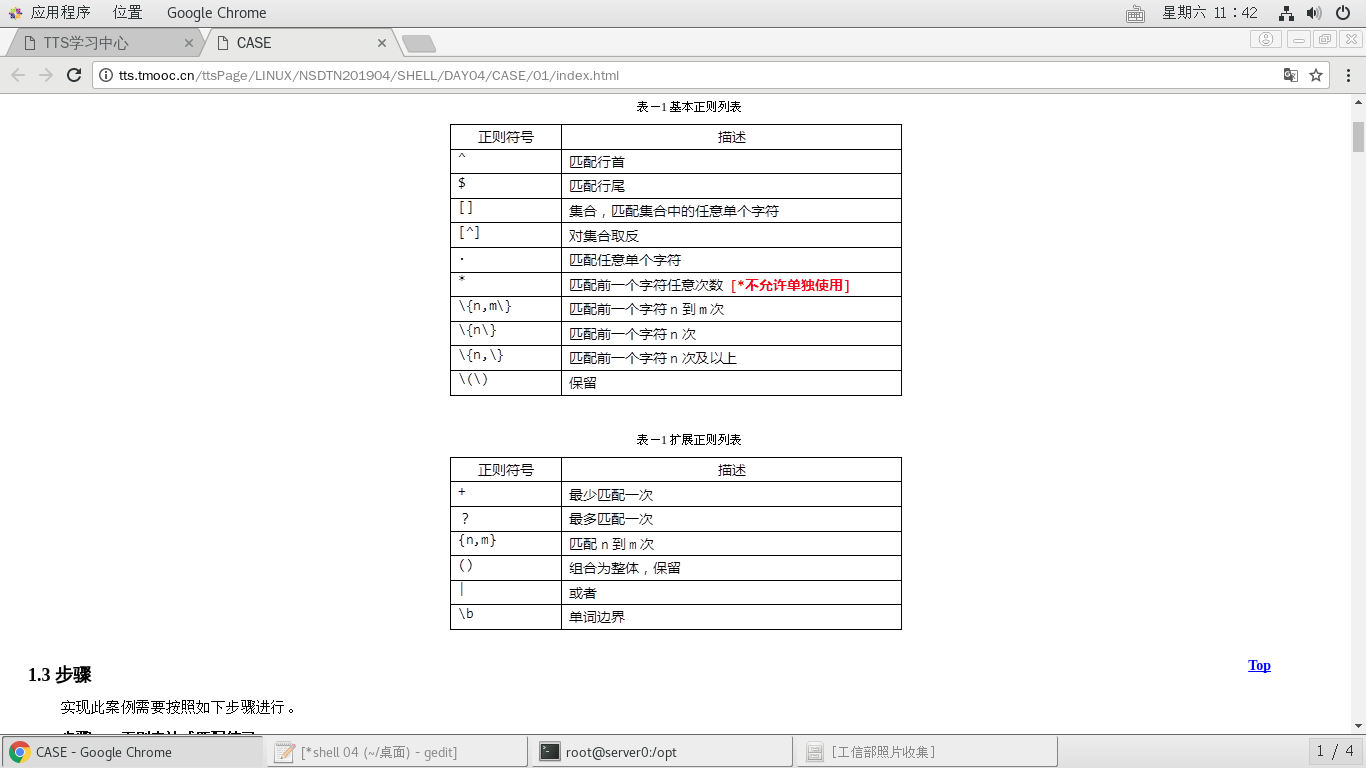 应用程序 位置 Google Chrome 星期六 11：42
TTS学习中心 CASE
tts.tmooc.cn/ttsPage/LINUX/NSDTN201904/SHELL/DAY04/CASE/01/index.html
表－1 基本正则列表
正则符号 描述
^ 匹配行首
$ 匹配行尾
[] 集合，匹配集合中的任意单个字符
[^] 对集合取反
. 匹配任意单个字符
* 匹配前一个字符任意次数 [*不允许单独使用]
\{n,m\} 匹配前一个字符 n 到 m 次
\{n\} 匹配前一个字符 n 次
\{n,\} 匹配前一个字符 n 次及以上
\(\) 保留
表－1 扩展正则列表
正则符号 描述
+ 最少匹配一次
？ 最多匹配一次
{n,m} 匹配 n 到 m 次
() 组合为整体，保留
| 或者
\b 单词边界
Top
1.3 步骤
实现此案例需要按照如下步骤进行。
CASE - Google Chrome [*shell 04 (~/桌面) - gedit] root@server0:/opt [工信部照片收集] 1 / 4